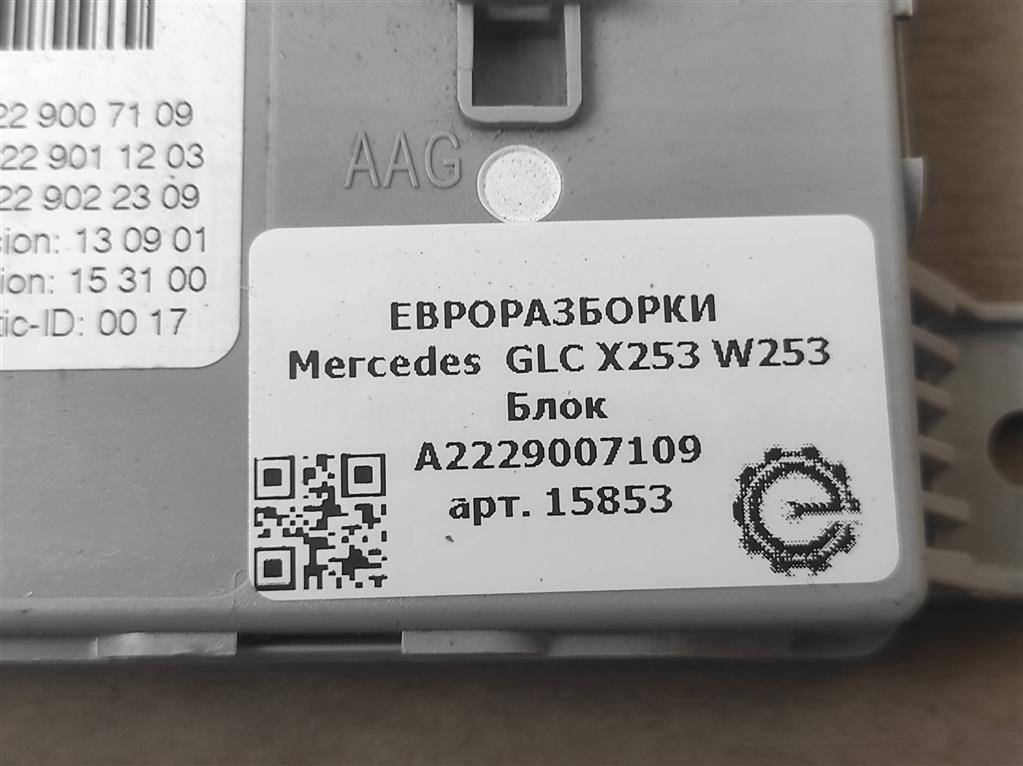 22 900 71 09
22 901 12 03
22 902 23 09
sion: 13 09 01
ion: 15 31 00
tic-ID: 00 17
AAG
ЕВРОРАЗБОРКИ
Mercedes GLC X253 W253
Блок
A2229007109
арт. 15853